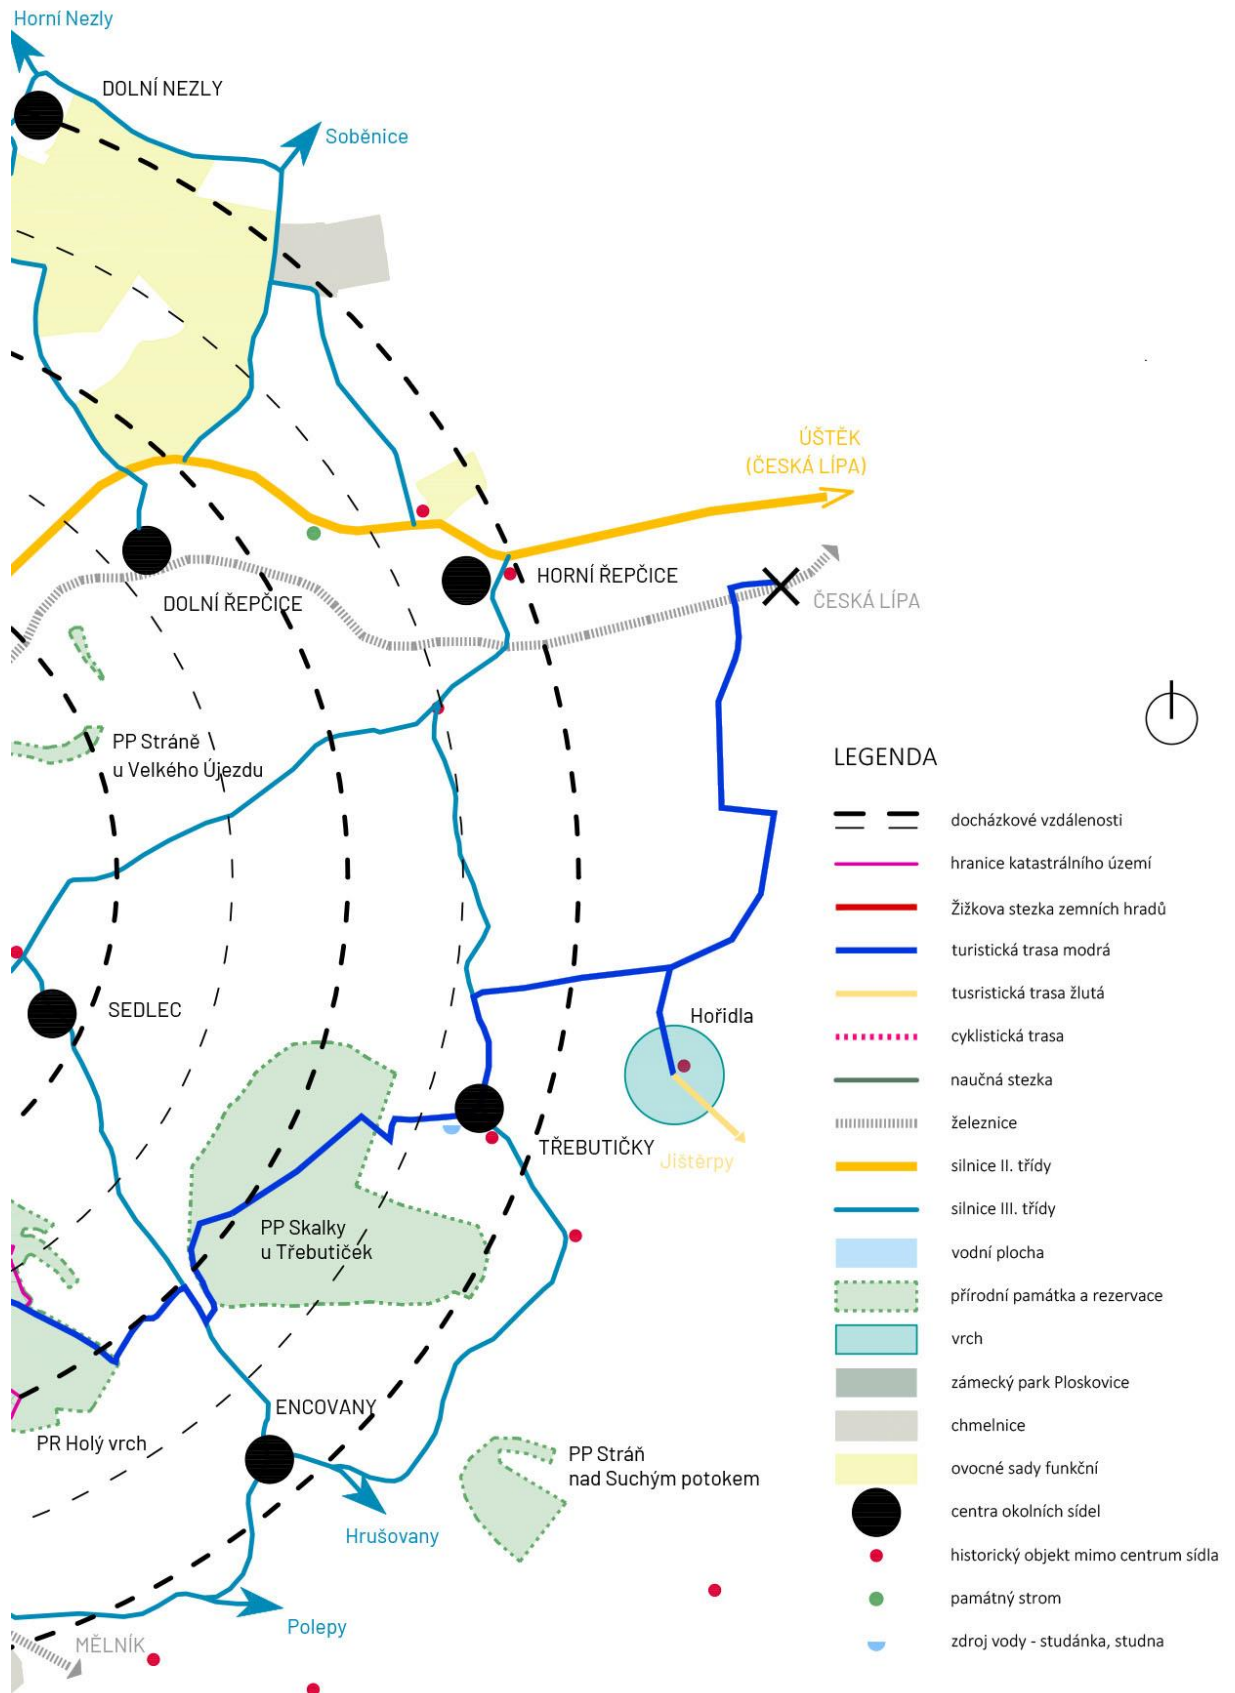 Horní Nezly
DOLNÍ NEZLY
Soběnice
ÚŠTĚK
(ČESKÁ LÍPA)
HORNÍ ŘEPČICE
DOLNÍ ŘEPČICE
ČESKÁ LÍPA
PP Stráně
u Velkého Újezdu
SEDLEC
Hořidla
TŘEBUTIČKY
Jištěrpy
PP Skalky
u Třebutiček
ENCOVANY
PR Holý vrch
PP Stráň
nad Suchým potokem
Hrušovany
Polepy
MĚLNÍK
LEGENDA
docházkové vzdálenosti
hranice katastrálního území
Žižkova stezka zemních hradů
turistická trasa modrá
tusristická trasa žlutá
cyklistická trasa
naučná stezka
železnice
silnice II. třídy
silnice III. třídy
vodní plocha
přírodní památka a rezervace
vrch
zámecký park Ploskovice
chmelnice
ovocné sady funkční
centra okolních sídel
historický objekt mimo centrum sídla
památný strom
zdroj vody - studánka, studna